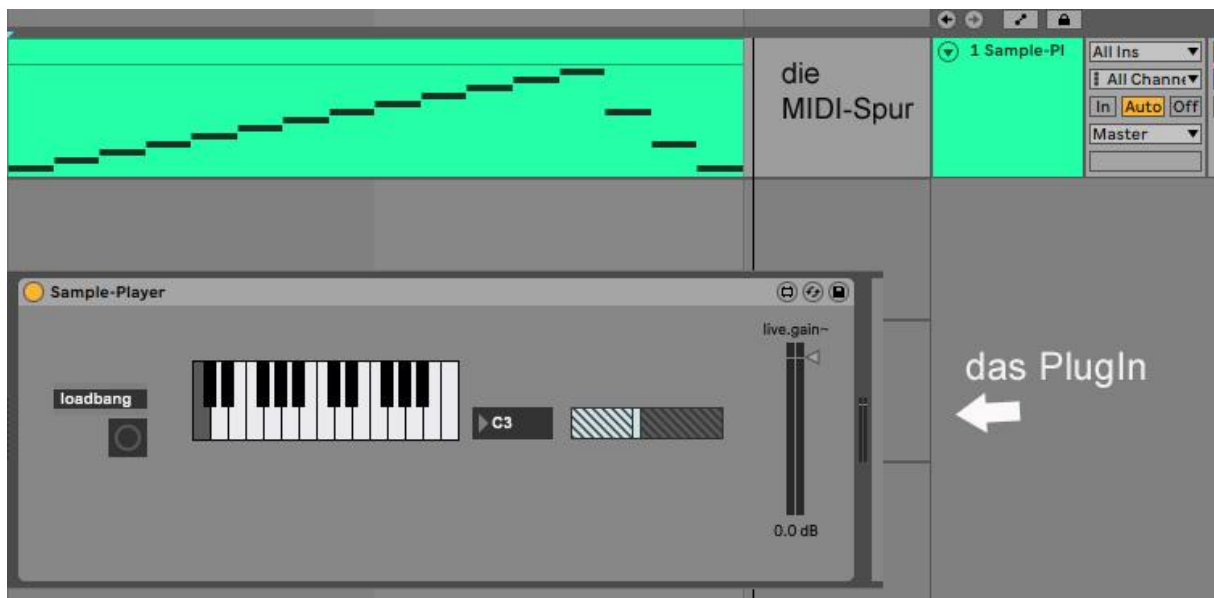 1 Sample-Pl
All Ins
All Channe
In Auto Off
Master
die
MIDI-Spur
Sample-Player
live.gain~
loadbang
C3
das PlugIn
0.0 dB